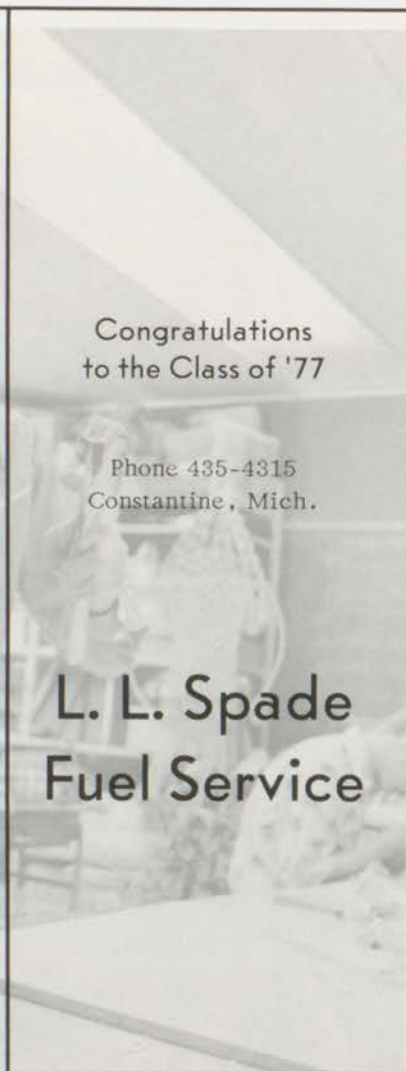 Congratulations
to the Class of '77
Phone 435-4315
Constantine, Mich.
L. L. Spade
Fuel Service